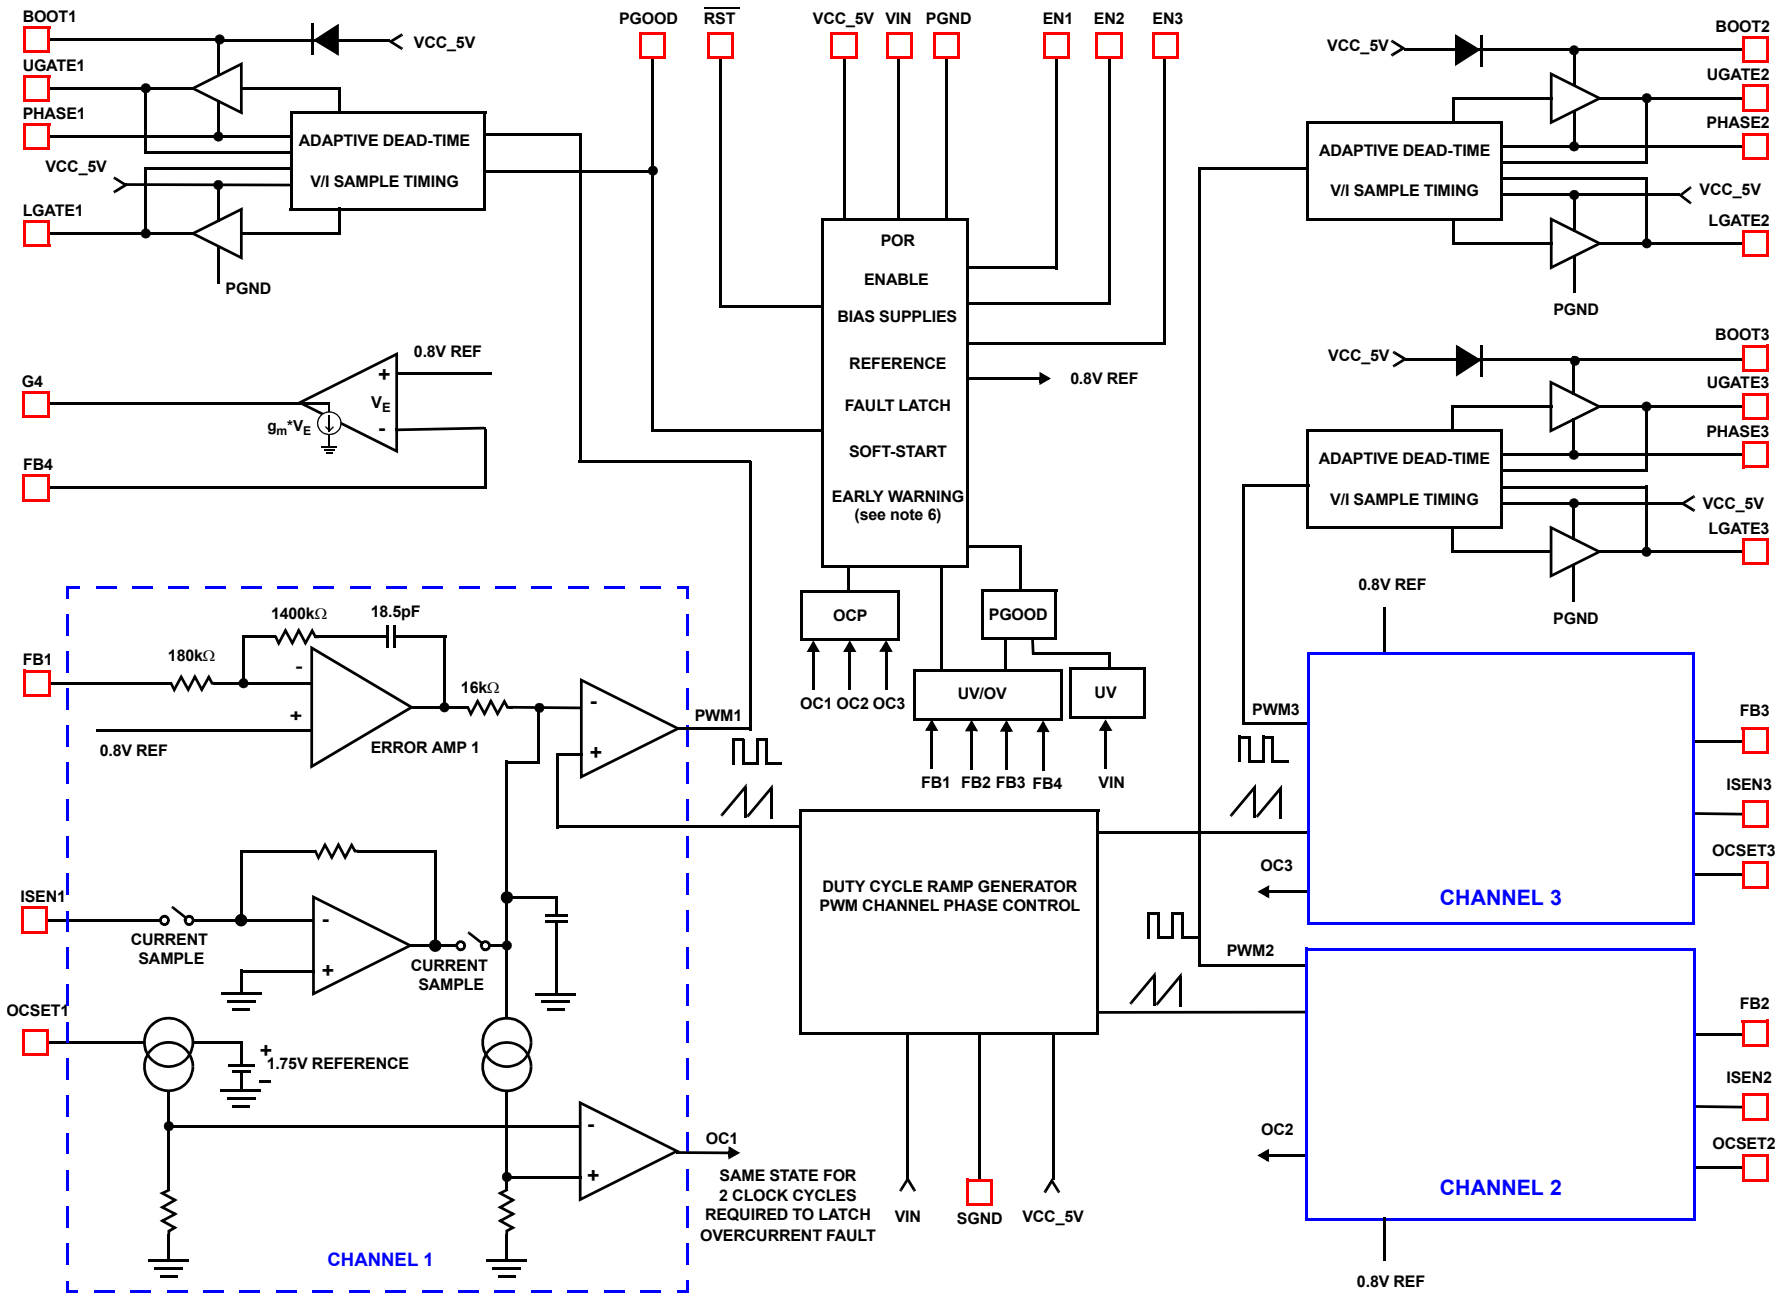 BOOT1
VCC_5V
UGATE1
PHASE1
ADAPTIVE DEAD-TIME
V/I SAMPLE TIMING
VCC_5V
LGATE1
PGND
PGOOD
RST
VCC_5V
VIN
PGND
EN1
EN2
EN3
POR
ENABLE
BIAS SUPPLIES
REFERENCE
0.8V REF
FAULT LATCH
SOFT-START
EARLY WARNING
(see note 6)
VCC_5V
BOOT2
UGATE2
PHASE2
ADAPTIVE DEAD-TIME
V/I SAMPLE TIMING
VCC_5V
LGATE2
PGND
VCC_5V
BOOT3
UGATE3
PHASE3
ADAPTIVE DEAD-TIME
V/I SAMPLE TIMING
VCC_5V
LGATE3
PGND
G4
0.8V REF
+
VE
-
gm*VE
FB4
OCP
OC1 OC2 OC3
PGOOD
UV/OV
UV
FB1 FB2 FB3 FB4
VIN
FB1
180kΩ
1400kΩ
18.5pF
-
+
0.8V REF
ERROR AMP 1
16kΩ
-
+
PWM1
ISEN1
CURRENT
SAMPLE
-
+
CURRENT
SAMPLE
OCSET1
+
1.75V REFERENCE
-
-
+
OC1
SAME STATE FOR
2 CLOCK CYCLES
REQUIRED TO LATCH
OVERCURRENT FAULT
CHANNEL 1
DUTY CYCLE RAMP GENERATOR
PWM CHANNEL PHASE CONTROL
VIN
SGND
VCC_5V
0.8V REF
PWM3
FB3
ISEN3
OCSET3
OC3
CHANNEL 3
PWM2
FB2
ISEN2
OCSET2
OC2
CHANNEL 2
0.8V REF